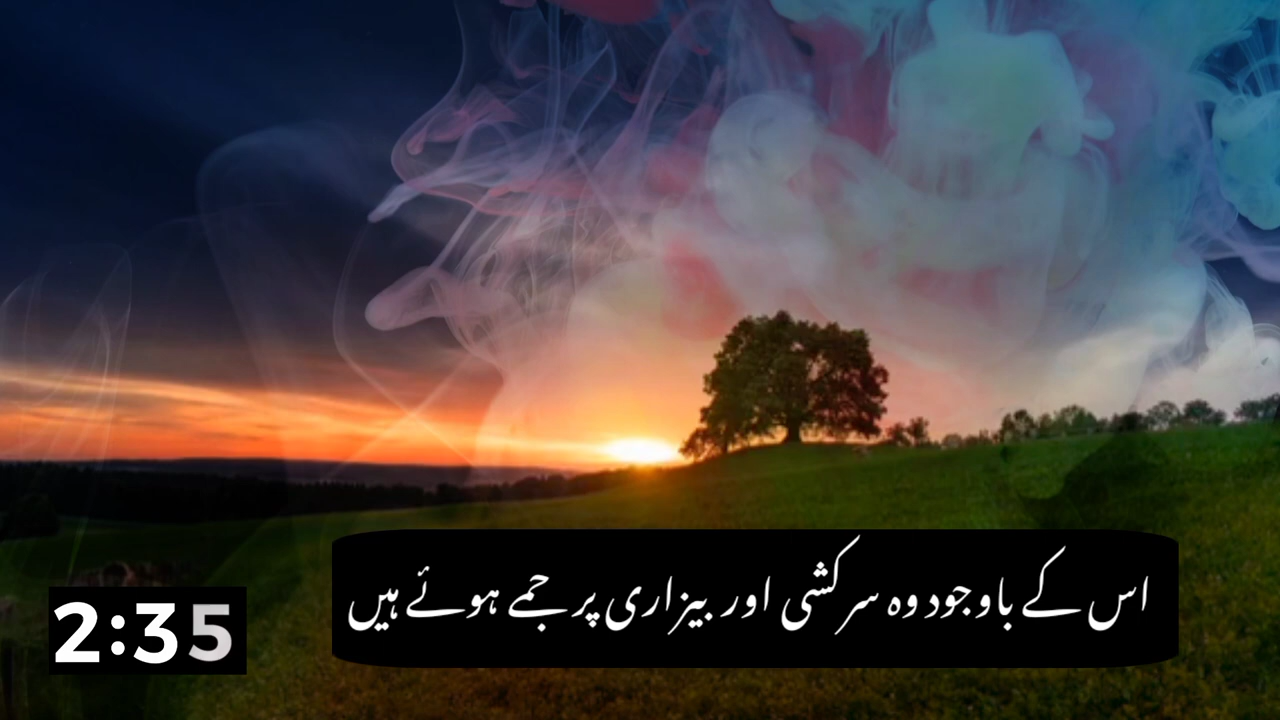 اس کے باوجود وہ سرکشی اور بیزاری پر جمے ہوئے ہیں
2:35